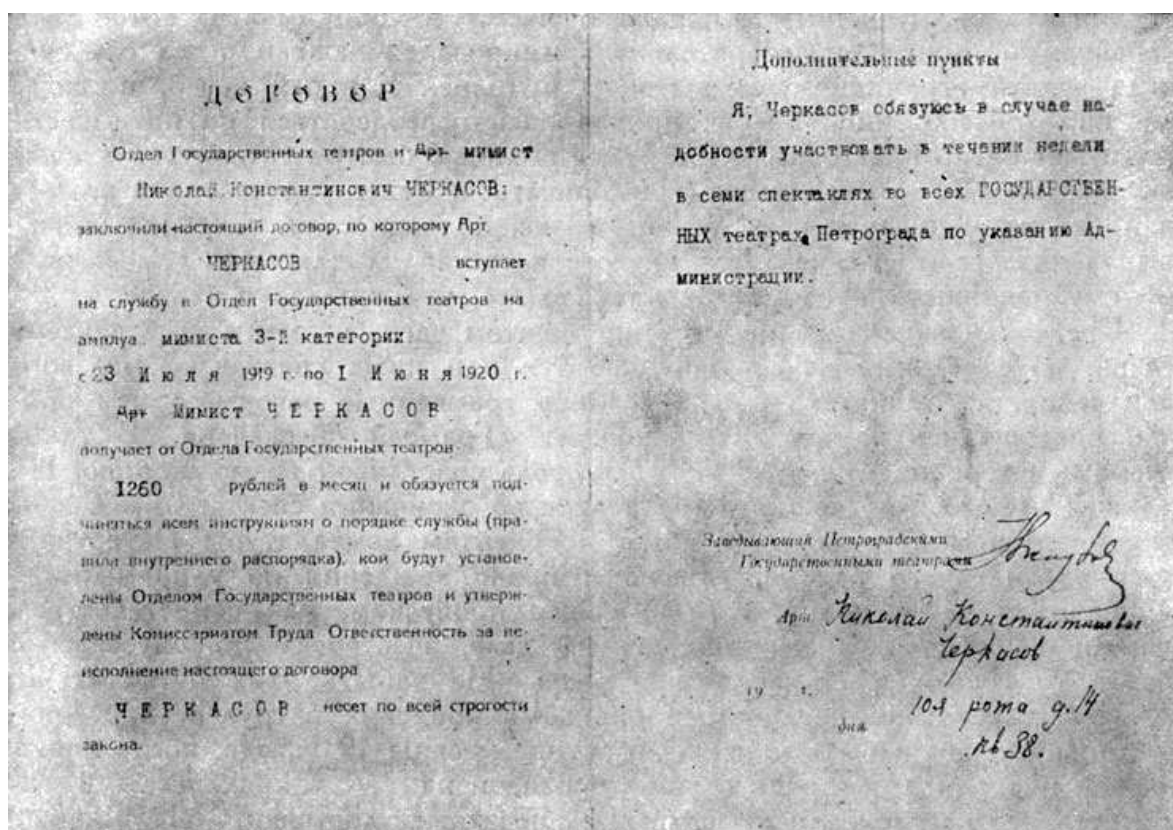 ДОГОВОР
Отдел Государственных театров и Арт. мимист
Николай Константинович ЧЕРКАСОВ:
заключили настоящий договор, по которому Арт.
ЧЕРКАСОВ вступает
на службу в Отдел Государственных театров на
амплуа мимиста 3-й категории
с 23 Июля 1919 г. по I Июня 1920 г.
Арт Мимист ЧЕРКАСОВ
получает от Отдела Государственных театров
1260 рублей в месяц и обязуется под-
чиняться всем инструкциям о порядке службы (пра-
вила внутреннего распорядка), кои будут установ-
лены Отделом Государственных театров и утверж-
дены Комиссариатом Труда Ответственность за не-
исполнение настоящего договора
ЧЕРКАСОВ несет по всей строгости
закона.
Дополнительные пункты
Я, Черкасов обязуюсь в случае на-
добности участвовать в течении недели
в семи спектаклях во всех ГОСУДАРСТВЕН-
НЫХ театрах Петрограда по указанию Ад-
министрации.
Заведывающий Петроградскими
Государственными театрами
Арт. Николай Константинович
Черкасов
19 г.
дня
10я рота д.14
кв 38.